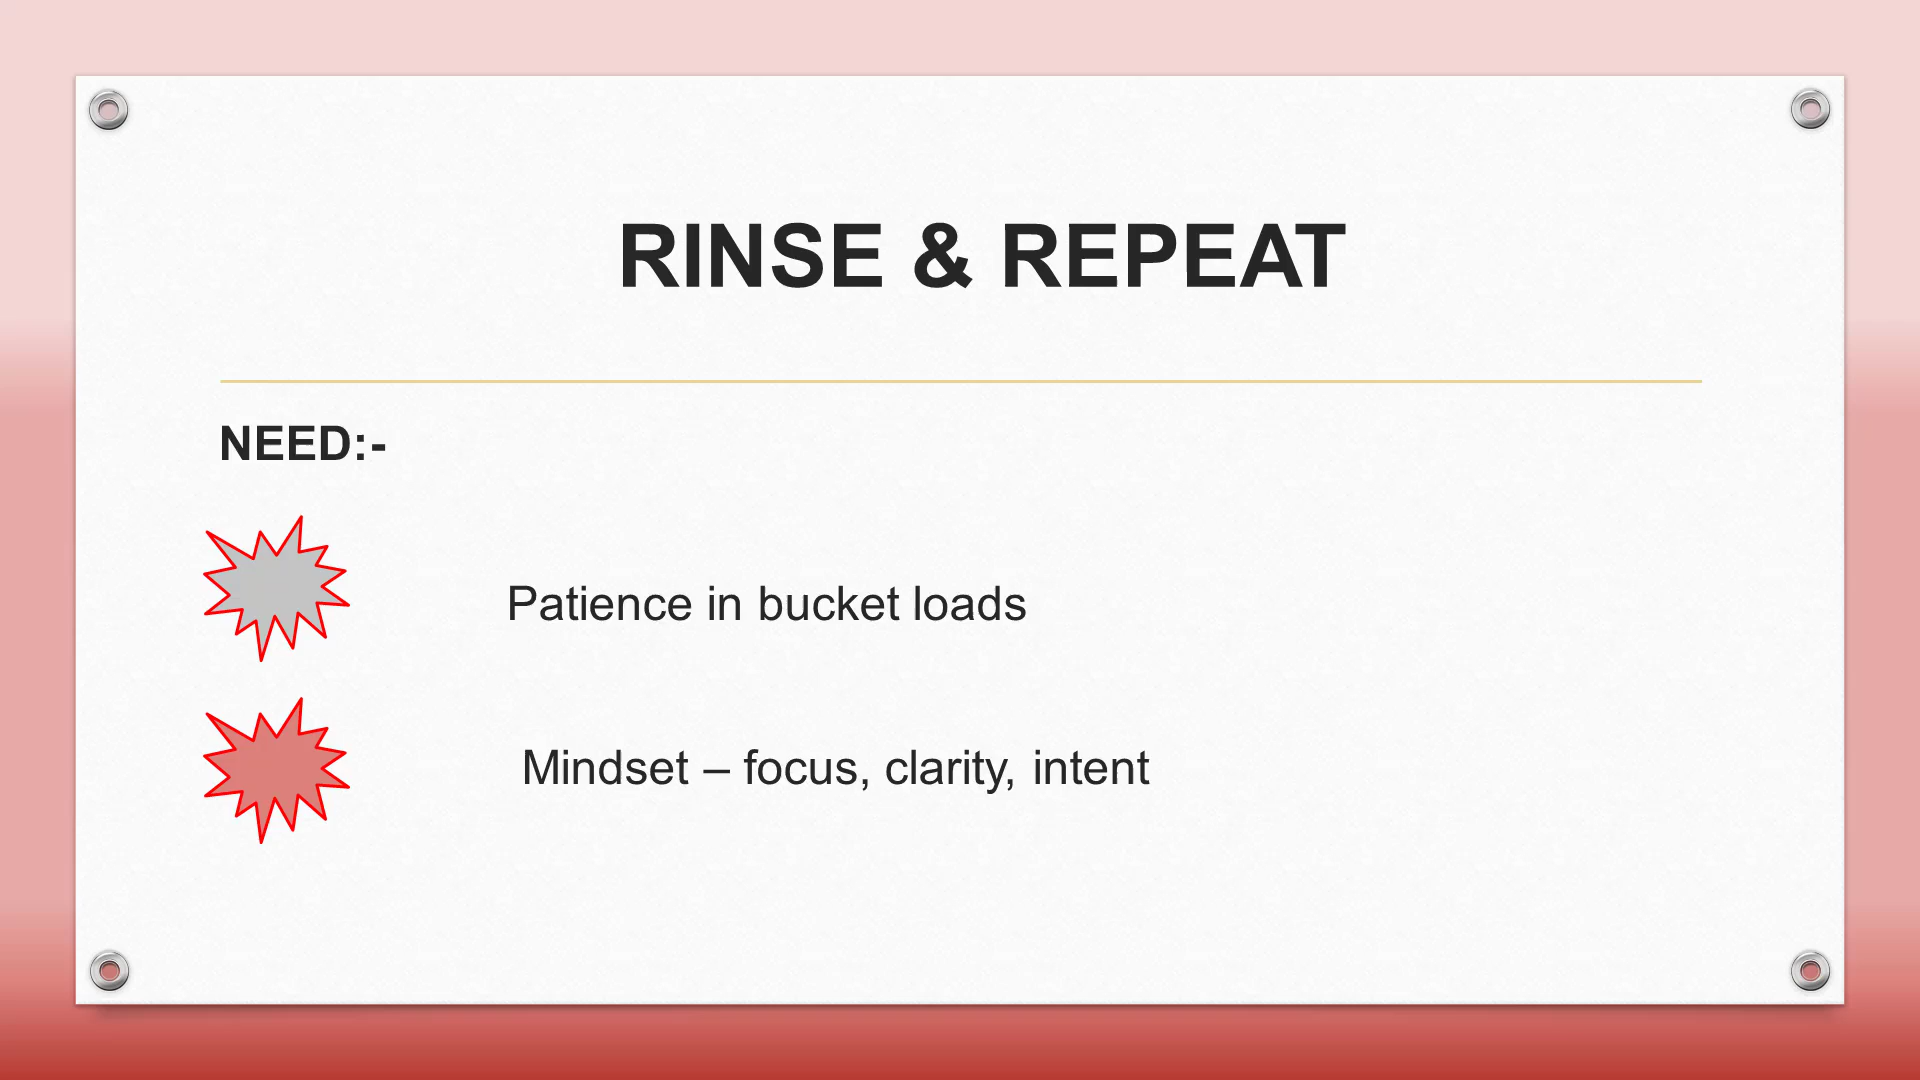 RINSE & REPEAT
NEED:-
Patience in bucket loads
Mindset – focus, clarity, intent